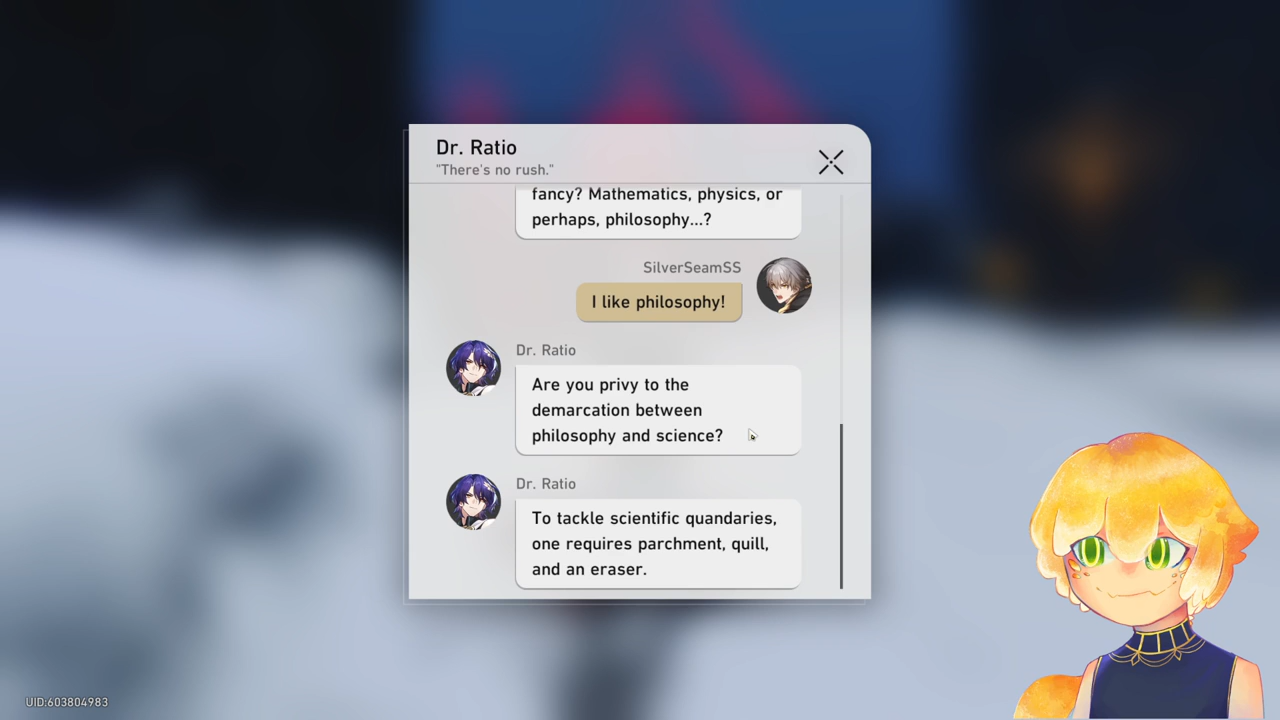 Dr. Ratio
"There's no rush."
fancy? Mathematics, physics, or
perhaps, philosophy...?
SilverSeamSS
I like philosophy!
Dr. Ratio
Are you privy to the
demarcation between
philosophy and science?
Dr. Ratio
To tackle scientific quandaries,
one requires parchment, quill,
and an eraser.
UID:603804983